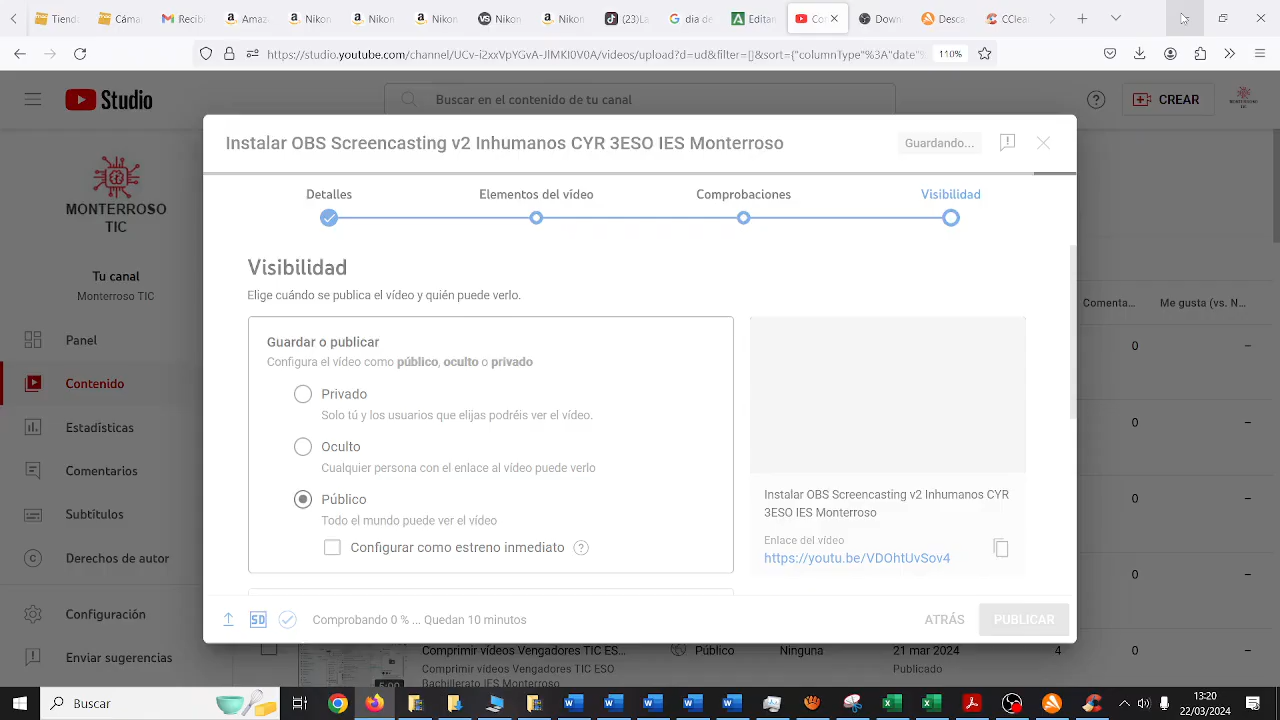 Tiend
Conte
Amaz
Nikon
Amaz
Nikon
VS Nikon
Nikon
(23)La
dia de
Editan
Co
Down
Desca
CClea
https://studio.youtube.com/channel/UCv-i2xxVpYGvA-IlMKI0V0A/videos/upload?d=ud&filter=[]&sort={"columnType"%3A"date"
110%
Studio
Buscar en el contenido de tu canal
CREAR
MONTERROSO
TIC
Tu canal
Monterroso TIC
Panel
Contenido
Estadísticas
Comentarios
Subtítulos
Derechos de autor
Configuración
Enviar sugerencias
Instalar OBS Screencasting v2 Inhumanos CYR 3ESO IES Monterroso
Guardando...
Detalles
Elementos del vídeo
Comprobaciones
Visibilidad
Visibilidad
Elige cuándo se publica el vídeo y quién puede verlo.
Guardar o publicar
Configura el vídeo como público, oculto o privado
Privado
Solo tú y los usuarios que elijas podréis ver el vídeo.
Oculto
Cualquier persona con el enlace al vídeo puede verlo
Público
Todo el mundo puede ver el vídeo
Configurar como estreno inmediato
Instalar OBS Screencasting v2 Inhumanos CYR
3ESO IES Monterroso
Enlace del vídeo
https://youtu.be/VDOhtUvSov4
SD
Comprobando 0 % ... Quedan 10 minutos
ATRÁS
PUBLICAR
Comenta...
Me gusta (vs. N...
0 –
0 –
0 –
0 –
Comprimir vídeos Vengadores TIC ES...
Público
Ninguna
21 mar 2024
4
0 –
Comprimir vídeos Vengadores TIC ESO
Publicado
Bachillerato IES Monterroso
Buscar
13:20
22/03/2024